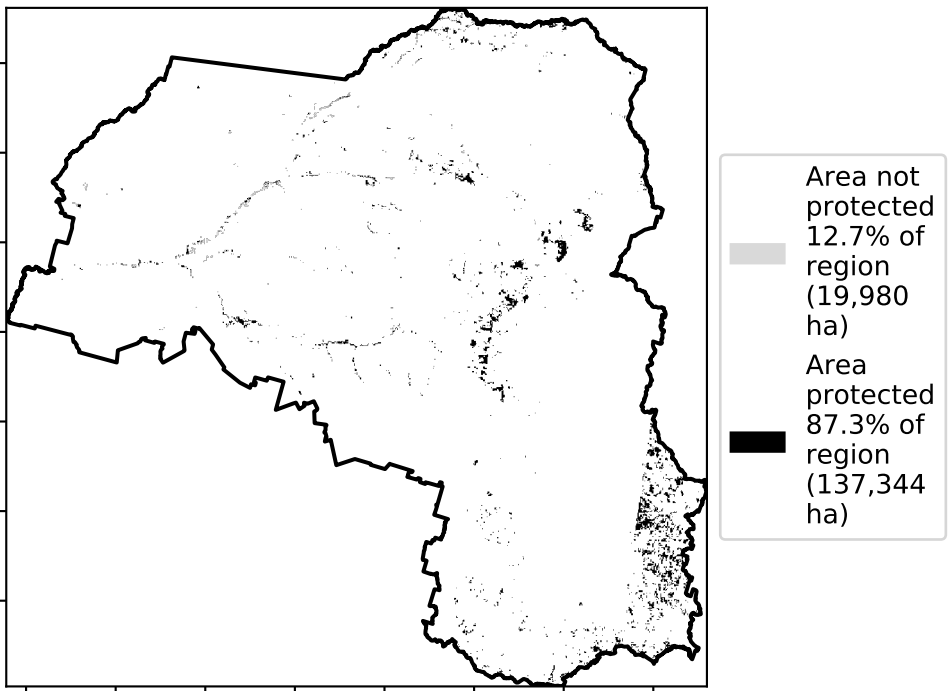 Area not
protected
12.7% of
region
(19,980
ha)
Area
protected
87.3% of
region
(137,344
ha)